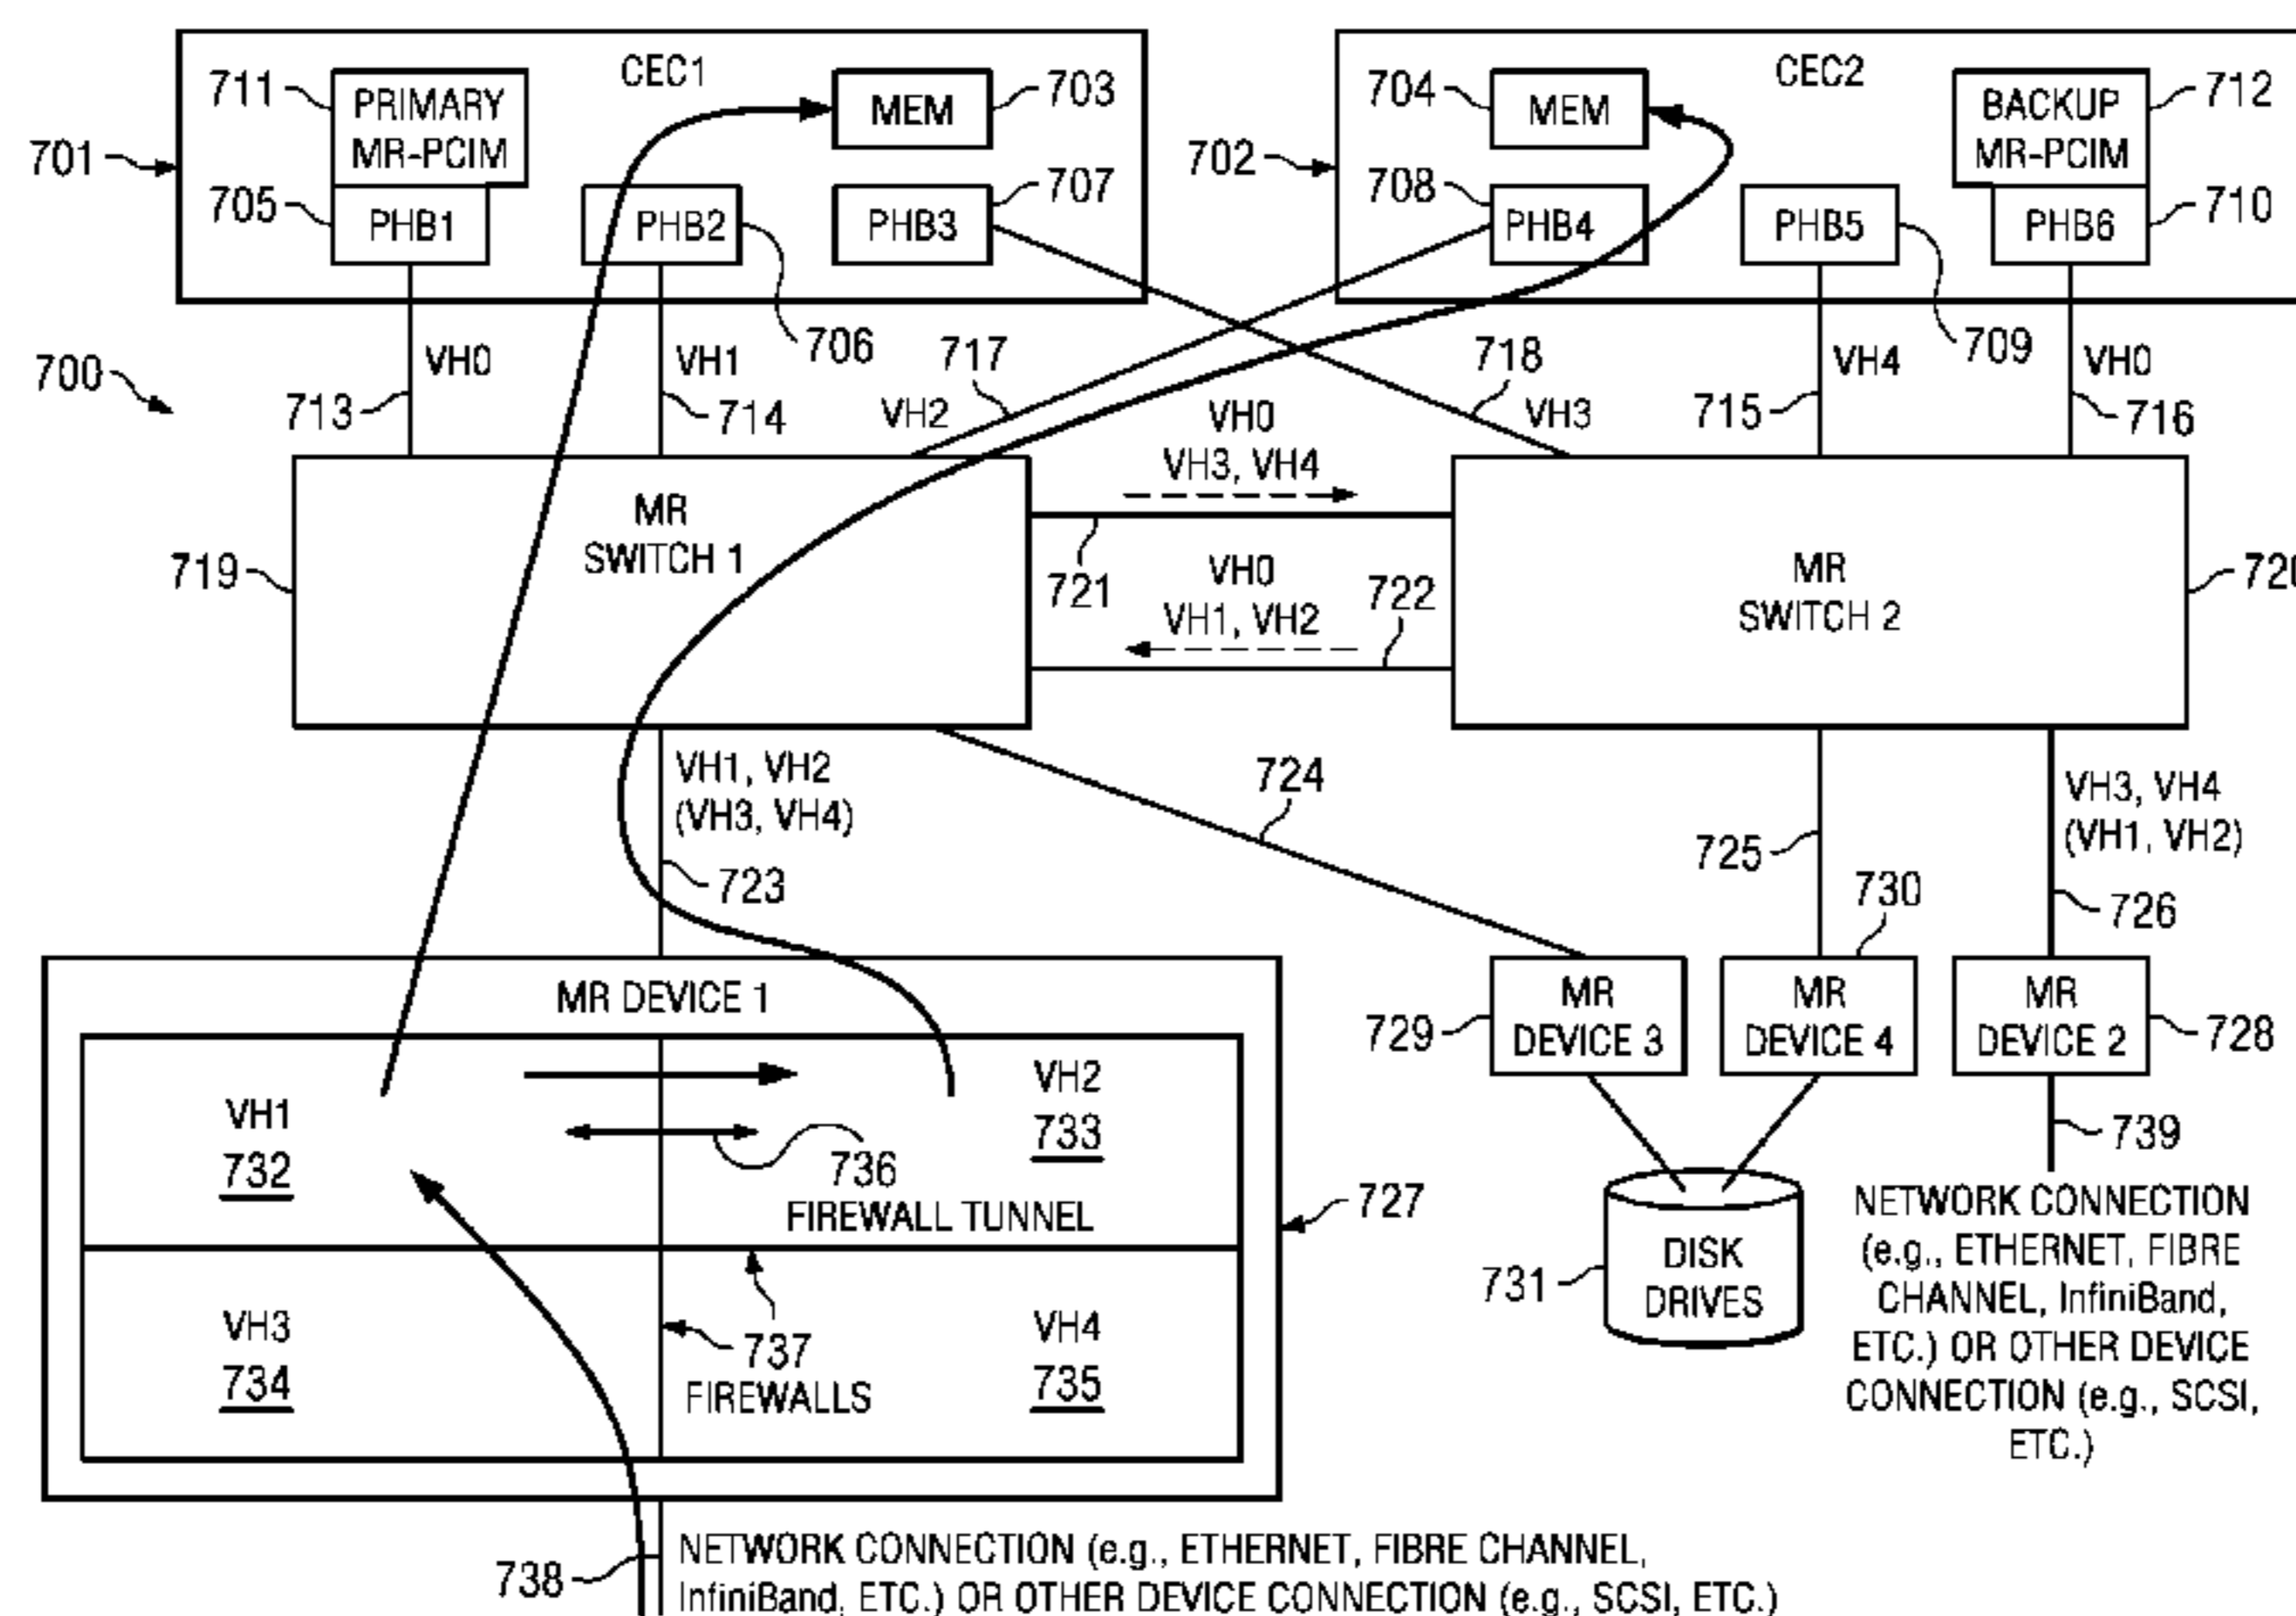 CEC1
711
PRIMARY
MR-PCIM
MEM
703
701
705
PHB1
PHB2
PHB3
707
706
CEC2
704
MEM
BACKUP
MR-PCIM
712
702
708
PHB4
PHB5
PHB6
710
709
700
VH0
713
VH1
714
717
VH2
718
VH3
VH4
715
VH0
716
VH0
VH3, VH4
MR
SWITCH 1
719
721
VH0
VH1, VH2
722
MR
SWITCH 2
VH1, VH2
(VH3, VH4)
723
724
725
VH3, VH4
(VH1, VH2)
726
730
MR DEVICE 1
729
MR
DEVICE 3
MR
DEVICE 4
MR
DEVICE 2
728
VH1
732
VH2
733
736
FIREWALL TUNNEL
727
739
731
DISK
DRIVES
NETWORK CONNECTION
(e.g., ETHERNET, FIBRE
CHANNEL, InfiniBand,
ETC.) OR OTHER DEVICE
CONNECTION (e.g., SCSI,
ETC.)
VH3
734
737
FIREWALLS
VH4
735
738
NETWORK CONNECTION (e.g., ETHERNET, FIBRE CHANNEL,
InfiniBand, ETC.) OR OTHER DEVICE CONNECTION (e.g., SCSI, ETC.)